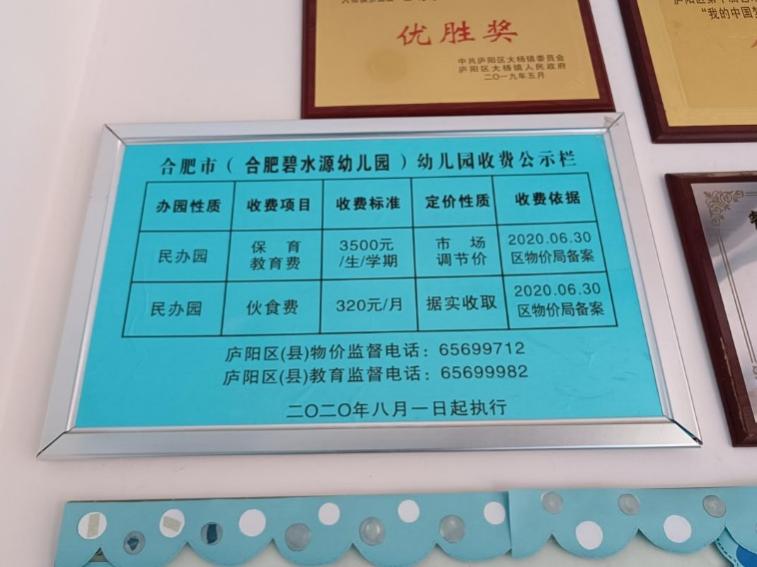 优胜奖
中共庐阳区大杨镇委员会
庐阳区大杨镇人民政府
二〇一九年五月
"我的中国梦
合肥市（合肥碧水源幼儿园）幼儿园收费公示栏
办园性质 收费项目 收费标准 定价性质 收费依据
民办园 保育教育费 3500元/生/学期 市场调节价 2020.06.30区物价局备案
民办园 伙食费 320元/月 据实收取 2020.06.30区物价局备案
庐阳区(县)物价监督电话：65699712
庐阳区(县)教育监督电话：65699982
二〇二〇年八月一日起执行